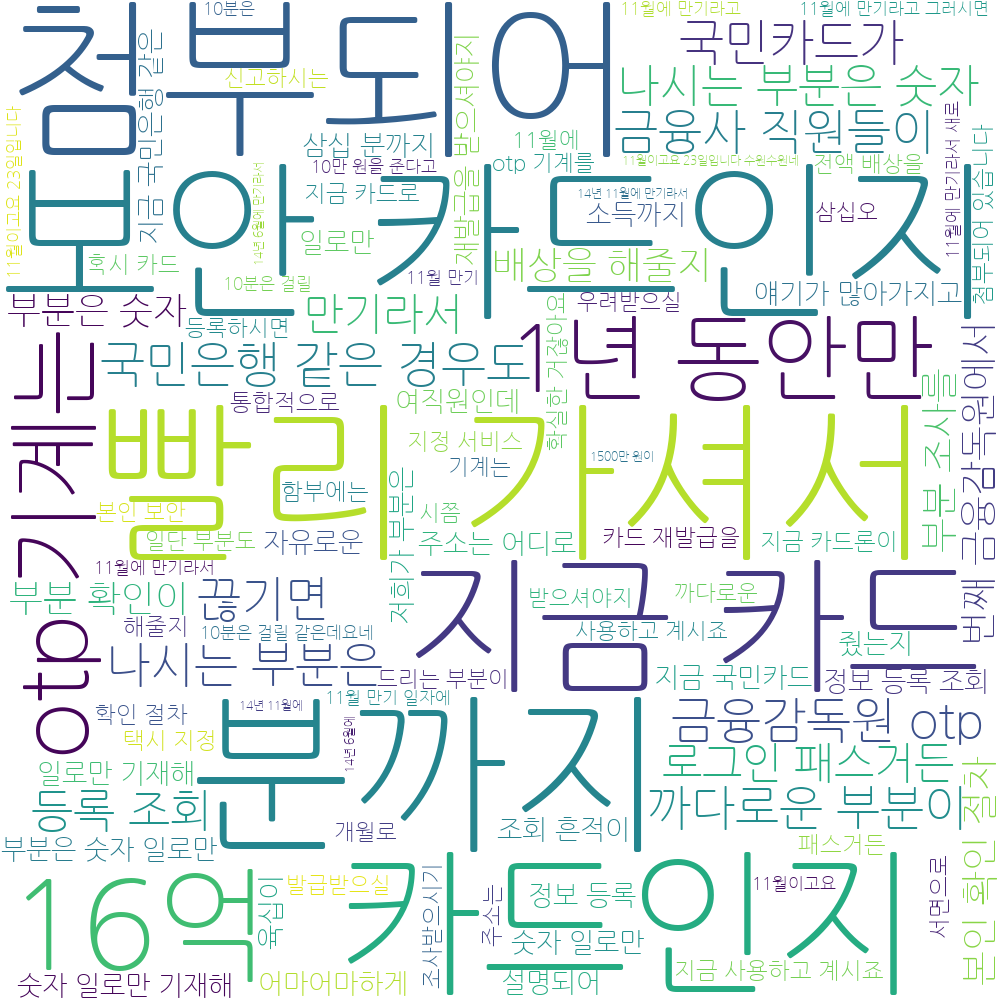 10분은
11월에 만기라고
11월에 만기라고 그러시면
첨부되어
국민카드가
신고하시는
나시는 부분은 숫자
금융사 직원들이
삼십 분까지
11월에
지금 국민은행 같은
재발급을 받으셔야지
11월이고요 23일입니다
10만 원을 준다고
otp 기계를
11월이고요 23일입니다 수원수원네
전액 배상을
11월에 만기라서 새로
첨부되어 있습니다
보안 카드인지
지금 카드로
14년 11월에 만기라서
소득까지
삼십오
14년 6월에 만기라서
일로만
혹시 카드
10분은 걸릴
11월 만기
배상을 해줄지
우려받으실
얘기가 많아가지고
부분은 숫자
등록하시면
만기라서
1년 동안만
국민은행 같은 경우도
확실한 거잖아요
통합적으로
여직원인데
부분 조사를
금융감독원에서
otp 기계는
빨리 가셔서
지정 서비스
기계는
1500만 원이
함부에는
본인 보안
시쯤
저희가 부분은
일단 부분도
자유로운
주소는 어디로
카드 재발급을
지금 카드론이
11월에 만기라서
부분 확인이
끊기면
지금 카드
받으셔야지
까다로운
번째
해줄지
10분은 걸릴 같은데요네
사용하고 계시죠
줬는지
나시는 부분은
드리는 부분이
지금 국민카드
정보 등록 조회
확인 절차
14년 11월에
11월 만기 일자에
14년 6월에
택시 지정
분까지
금융감독원 otp
일로만 기재해
로그인 패스거든
등록 조회
까다로운 부분이
본인 확인 절차
개월로
조회 흔적이
부분은 숫자 일로만
패스거든
16억
카드인지
육십이
발급받으실
조사받으시기
주소는
정보 등록
11월이고요
서면으로
숫자 일로만
숫자 일로만 기재해
어마어마하게
설명되어
지금 사용하고 계시죠